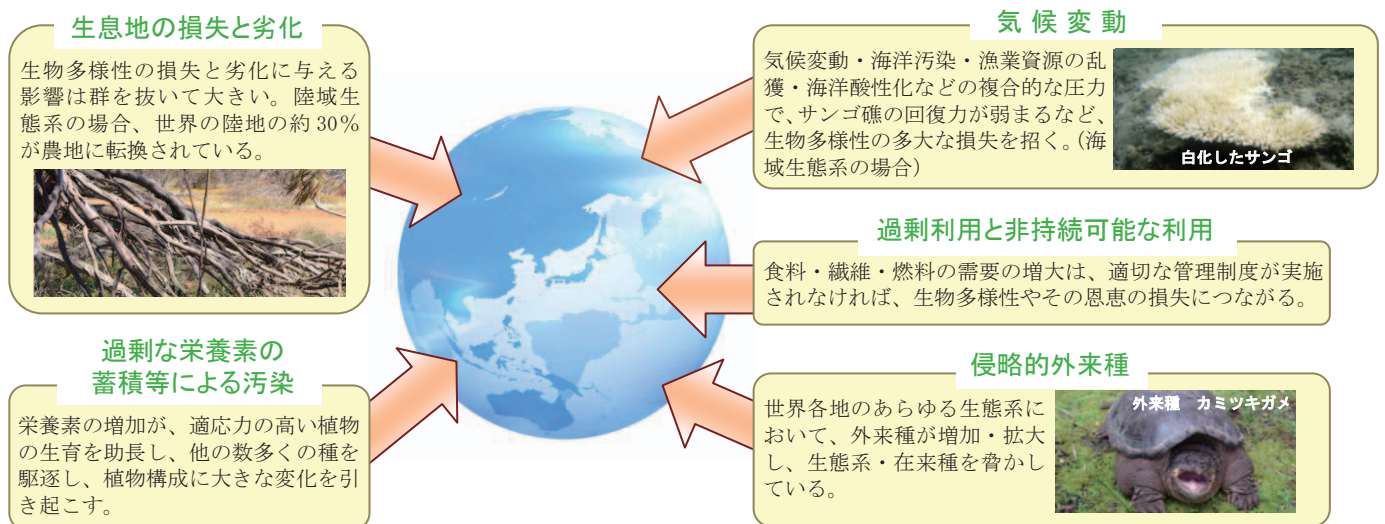 生息地の損失と劣化
生物多様性の損失と劣化に与える
影響は群を抜いて大きい。陸域生
態系の場合、世界の陸地の約 30%
が農地に転換されている。
過剰な栄養素の
蓄積等による汚染
栄養素の増加が、適応力の高い植物
の生育を助長し、他の数多くの種を
駆逐し、植物構成に大きな変化を引
き起こす。
気 候 変 動
気候変動・海洋汚染・漁業資源の乱
獲・海洋酸性化などの複合的な圧力
で、サンゴ礁の回復力が弱まるなど、
生物多様性の多大な損失を招く。(海
域生態系の場合)
白化したサンゴ
過剰利用と非持続可能な利用
食料・繊維・燃料の需要の増大は、適切な管理制度が実施
されなければ、生物多様性やその恩恵の損失につながる。
侵略的外来種
世界各地のあらゆる生態系に
おいて、外来種が増加・拡大
し、生態系・在来種を脅かし
ている。
外来種 カミツキガメ